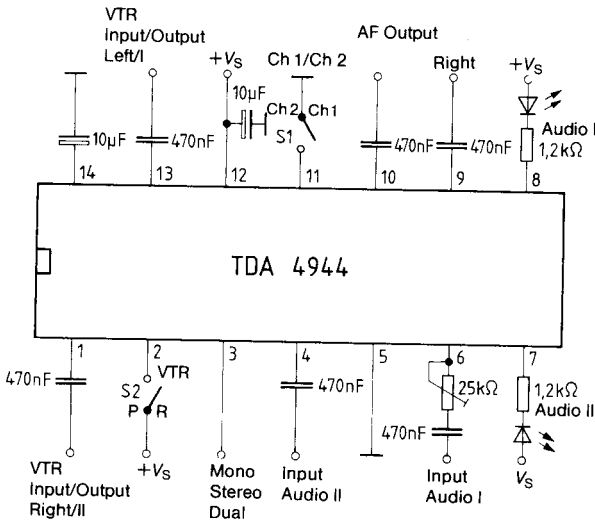 VTR
Input/Output
Left/I
+VS
Ch 1/Ch 2
AF Output
Right
+VS
10µF
Ch2
Ch1
S1
10µF
470nF
470nF
470nF
Audio I
1,2kΩ
14
13
12
11
10
9
8
TDA 4944
1
2
3
4
5
6
7
470nF
S2
VTR
P
R
470nF
25kΩ
470nF
1,2kΩ
Audio II
VTR
Input/Output
Right/II
+VS
Mono
Stereo
Dual
Input
Audio II
Input
Audio I
VS